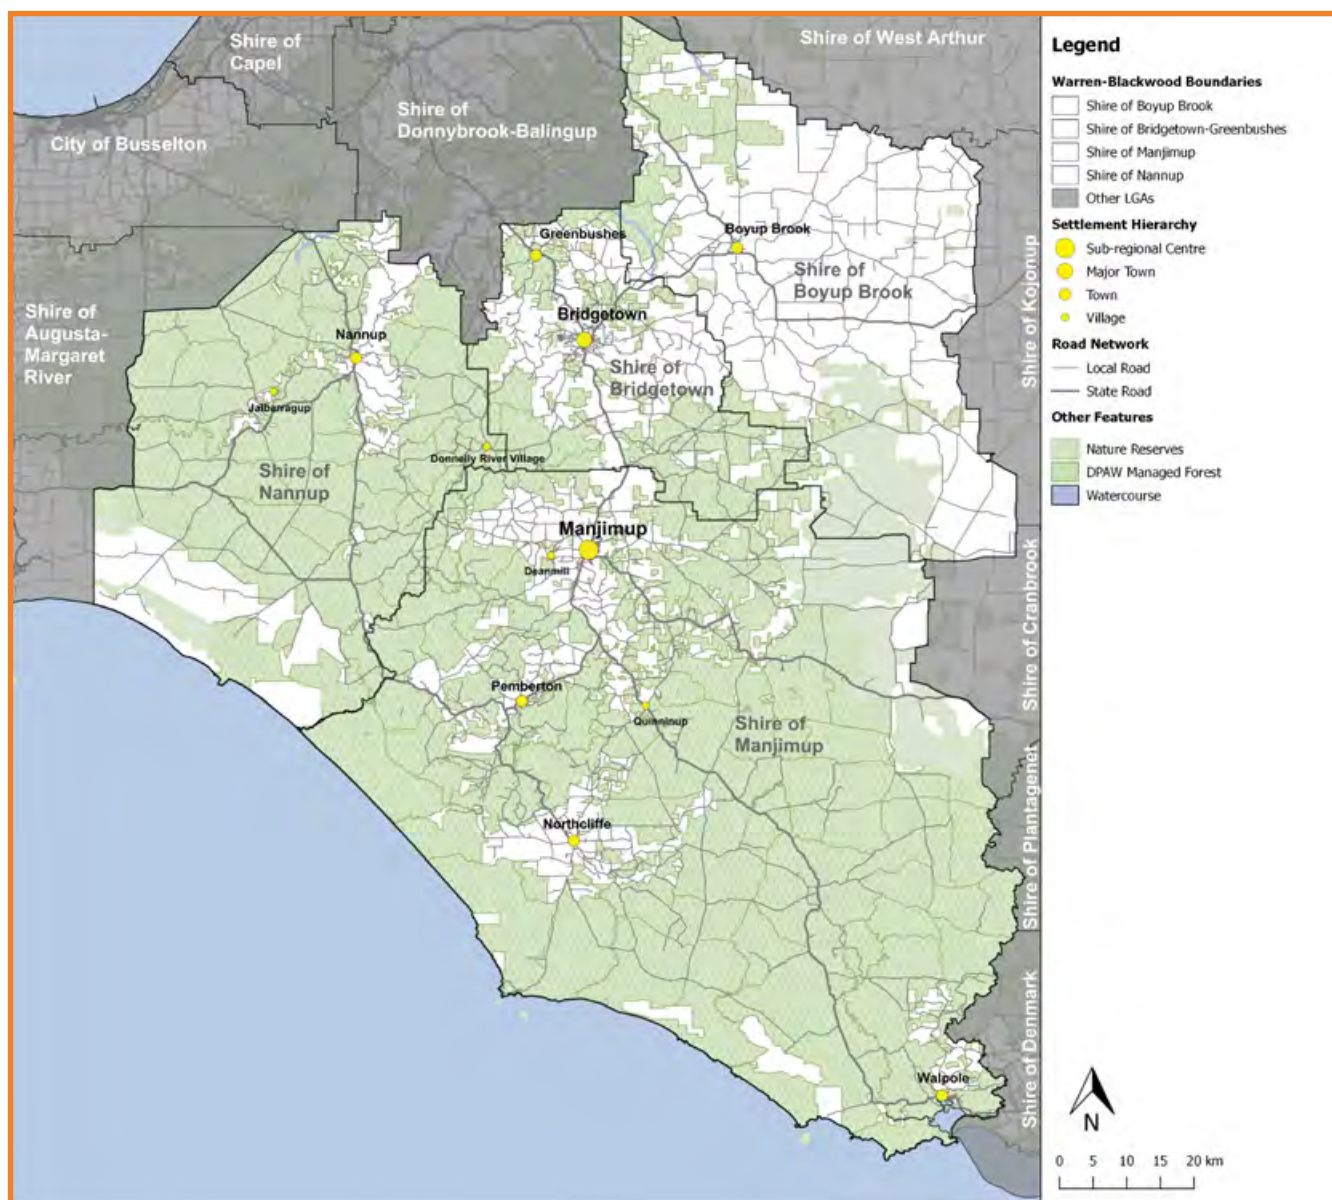 Shire of
Capel
Shire of West Arthur
Shire of
Donnybrook-Balingup
City of Busselton
Greenbushes
Boyup Brook
Shire of
Boyup Brook
Shire of Kojonup
Shire of
Augusta-
Margaret
River
Nannup
Bridgetown
Shire of
Bridgetown
Jalbarragup
Donnelly River Village
Shire of
Nannup
Manjimup
Deanmill
Shire of Cranbrook
Pemberton
Quinninup
Shire of
Manjimup
Shire of Plantagenet
Northcliffe
Shire of Denmark
Walpole
Legend
Warren-Blackwood Boundaries
Shire of Boyup Brook
Shire of Bridgetown-Greenbushes
Shire of Manjimup
Shire of Nannup
Other LGAs
Settlement Hierarchy
Sub-regional Centre
Major Town
Town
Village
Road Network
Local Road
State Road
Other Features
Nature Reserves
DPAW Managed Forest
Watercourse
N
0 5 10 15 20 km